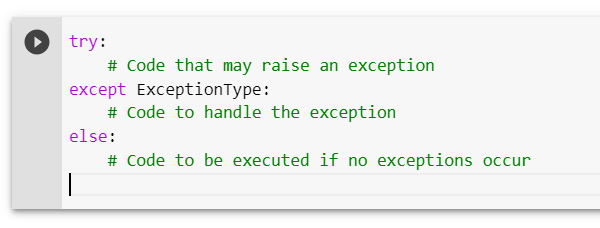 try:
    # Code that may raise an exception
except ExceptionType:
    # Code to handle the exception
else:
    # Code to be executed if no exceptions occur